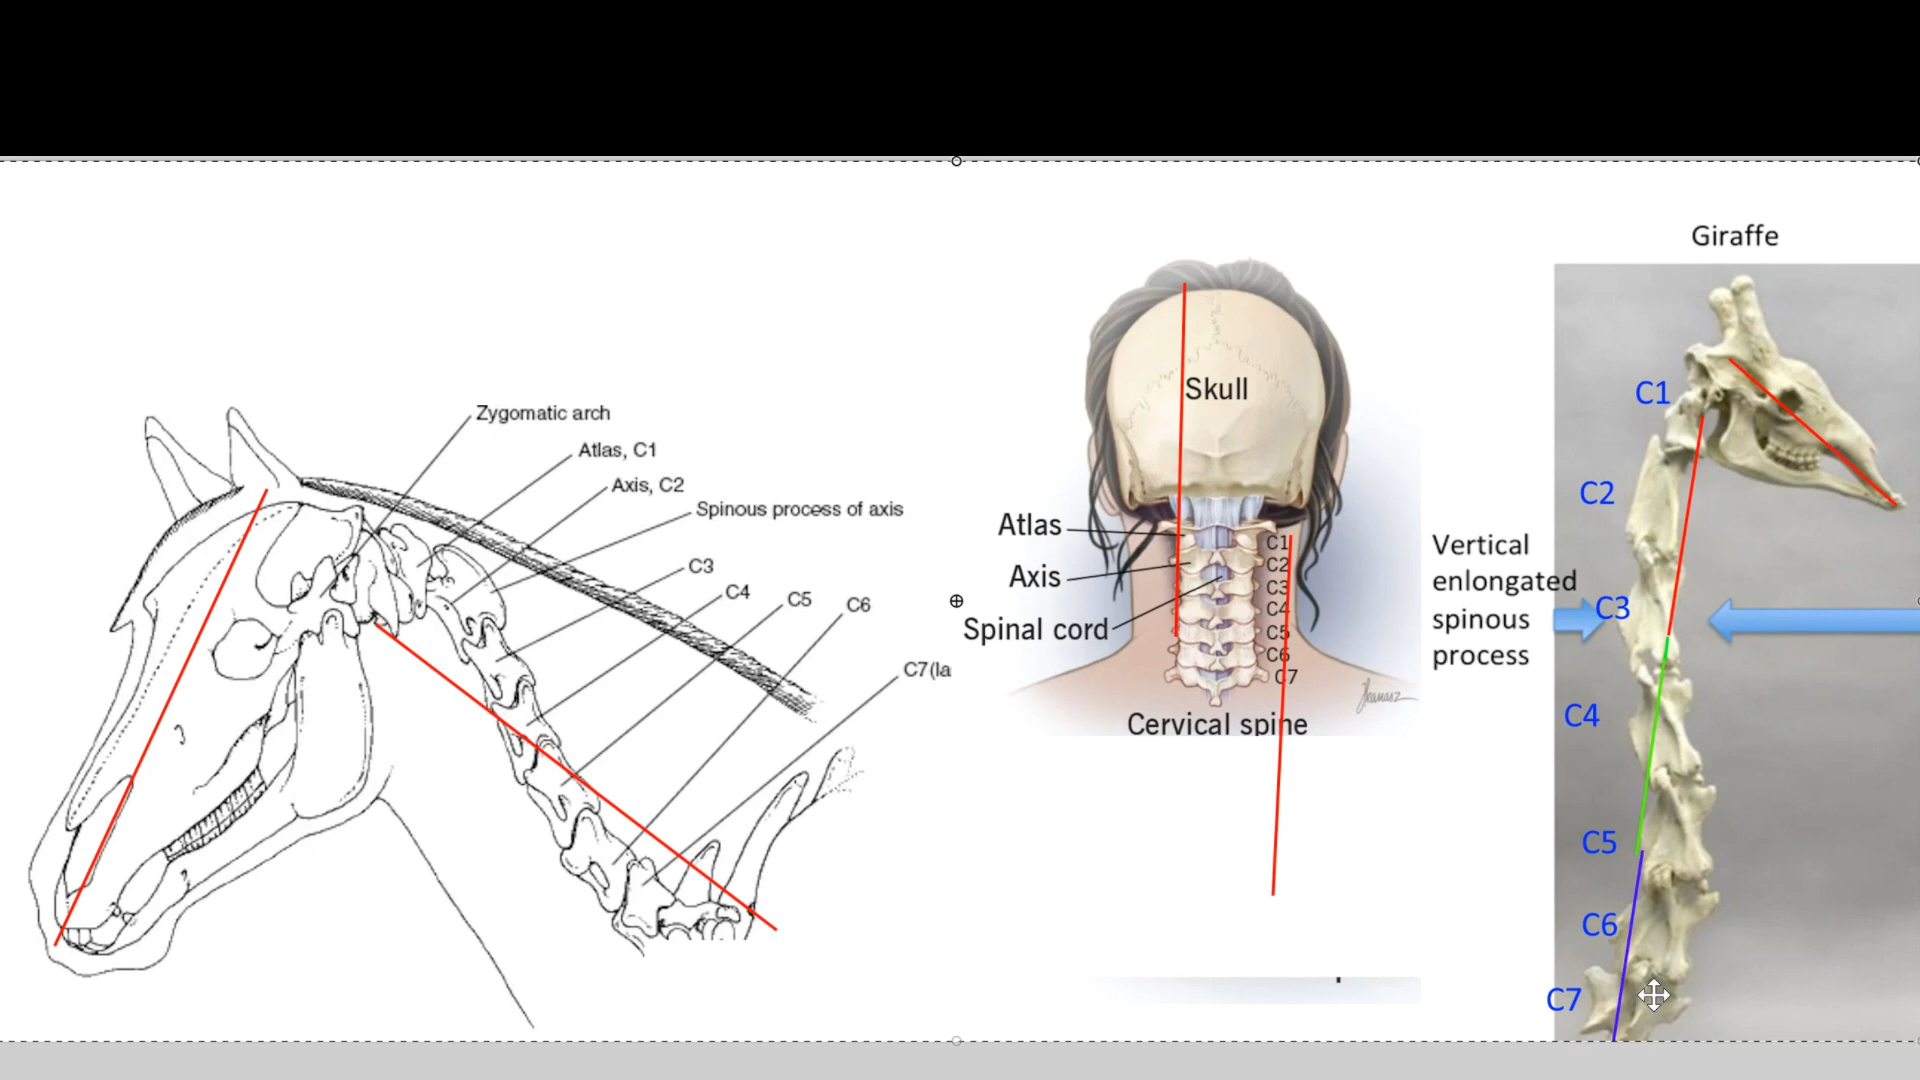 Zygomatic arch
Atlas, C1
Axis, C2
Spinous process of axis
C3
C4
C5
C6
C7(la
Skull
Atlas
Axis
Spinal cord
C1
C2
C3
C4
C5
C6
C7
Cervical spine
Vertical
enlongated
spinous
process
Giraffe
C1
C2
C3
C4
C5
C6
C7